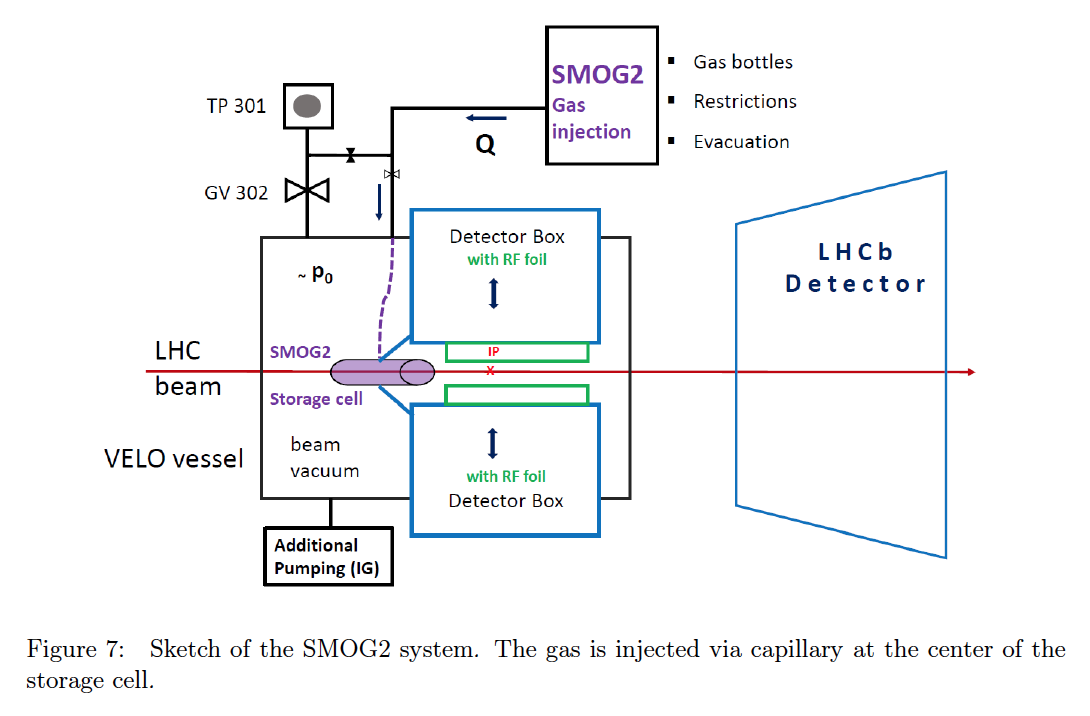 SMOG2
Gas
injection
▪ Gas bottles
▪ Restrictions
▪ Evacuation
TP 301
Q
GV 302
Detector Box
with RF foil
LHCb
Detector
~ p₀
IP
X
SMOG2
LHC
beam
Storage cell
beam
vacuum
VELO vessel
with RF foil
Detector Box
Additional
Pumping (IG)
Figure 7: Sketch of the SMOG2 system. The gas is injected via capillary at the center of the
storage cell.